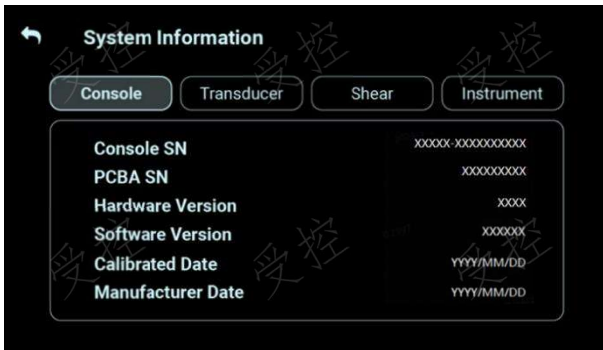 System Information
Console Transducer Shear Instrument
Console SN XXXXX-XXXXXXXXXX
PCBA SN XXXXXXXXX
Hardware Version XXXX
Software Version XXXXXX
Calibrated Date YYYY/MM/DD
Manufacturer Date YYYY/MM/DD
受控
受控
受控
受控
受控
受控